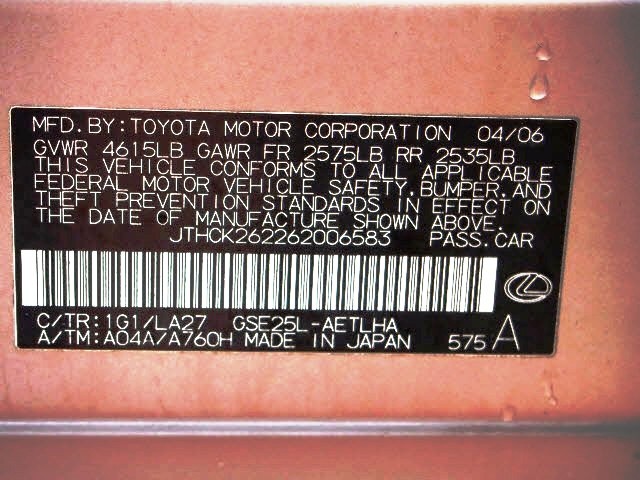 MFD. BY: TOYOTA MOTOR CORPORATION 04/06
GVWR 4615LB GAWR FR 2575LB RR 2535LB
THIS VEHICLE CONFORMS TO ALL APPLICABLE
FEDERAL MOTOR VEHICLE SAFETY, BUMPER, AND
THEFT PREVENTION STANDARDS IN EFFECT ON
THE DATE OF MANUFACTURE SHOWN ABOVE.
JTHCK262262006583 PASS. CAR
C/TR: 1G1/LA27 GSE25L-AETLHA
A/TM: A04A/A760H MADE IN JAPAN 575 A